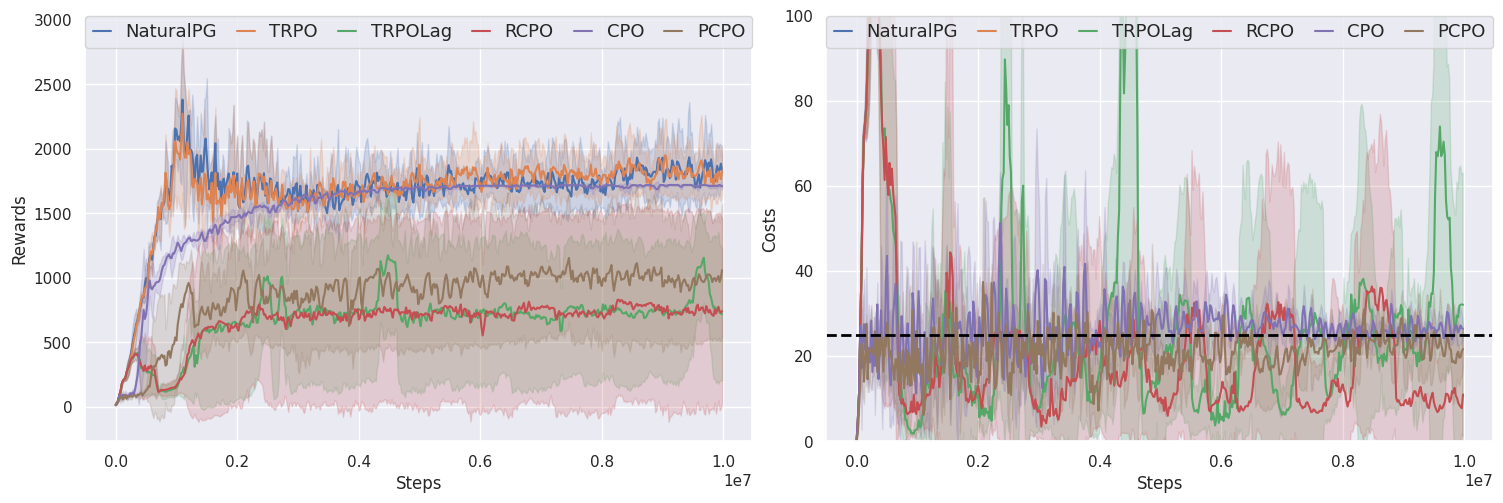 NaturalPG TRPO TRPOLag RCPO CPO PCPO
3000
2500
2000
1500
1000
500
0
Rewards
0.0 0.2 0.4 0.6 0.8 1.0
1e7
Steps
NaturalPG TRPO TRPOLag RCPO CPO PCPO
100
80
60
40
20
0
Costs
0.0 0.2 0.4 0.6 0.8 1.0
1e7
Steps